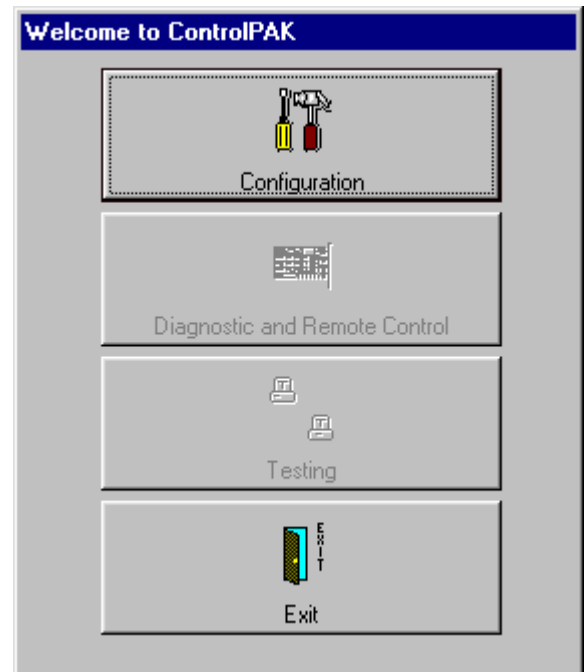 Welcome to ControlPAK
Configuration
Diagnostic and Remote Control
Testing
EXIT
Exit